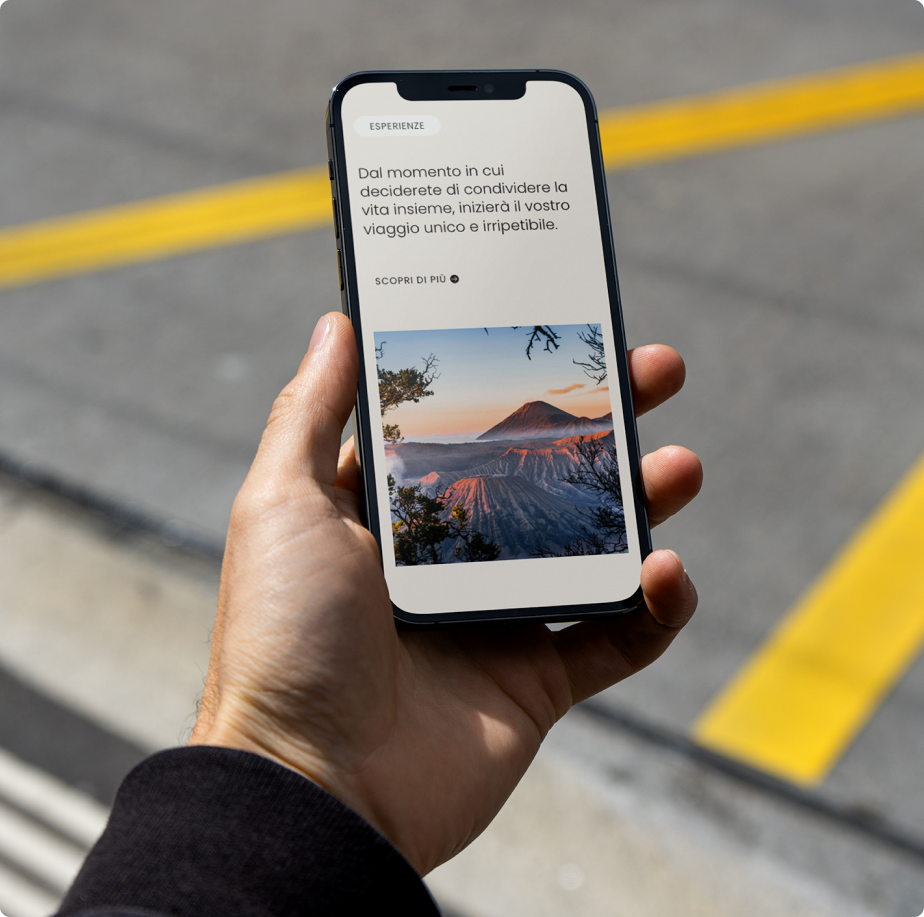 ESPERIENZE
Dal momento in cui
deciderete di condividere la
vita insieme, inizierà il vostro
viaggio unico e irripetibile.
SCOPRI DI PIÙ